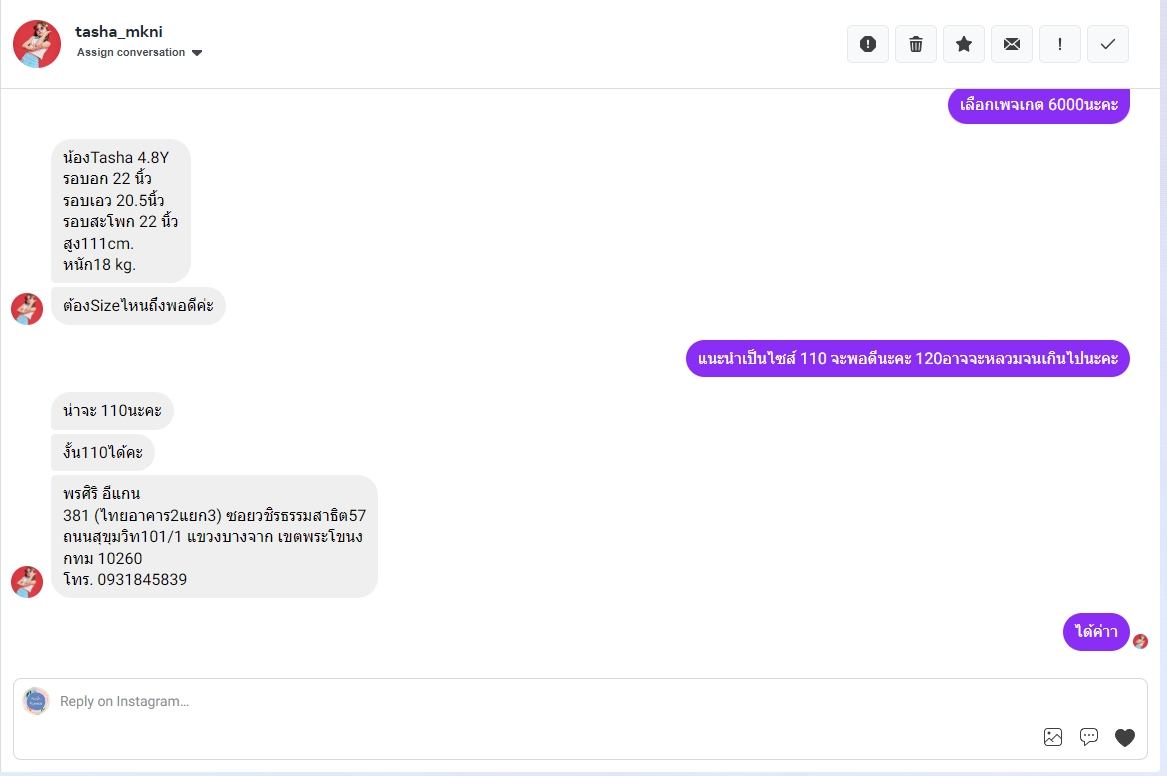 tasha_mkni
Assign conversation
เลือกเพจเกต 6000นะคะ
น้องTasha 4.8Y
รอบอก 22 นิ้ว
รอบเอว 20.5นิ้ว
รอบสะโพก 22 นิ้ว
สูง111cm.
หนัก18 kg.
ต้องSizeไหนถึงพอดีค่ะ
แนะนำเป็นไซส์ 110 จะพอดีนะคะ 120อาจจะหลวมจนเกินไปนะคะ
น่าจะ 110นะคะ
งั้น110ได้คะ
พรศิริ อีแกน
381 (ไทยอาคาร2แยก3) ซอยวชิรธรรมสาธิต57
ถนนสุขุมวิท101/1 แขวงบางจาก เขตพระโขนง
กทม 10260
โทร. 0931845839
ได้ค่าา
Reply on Instagram…